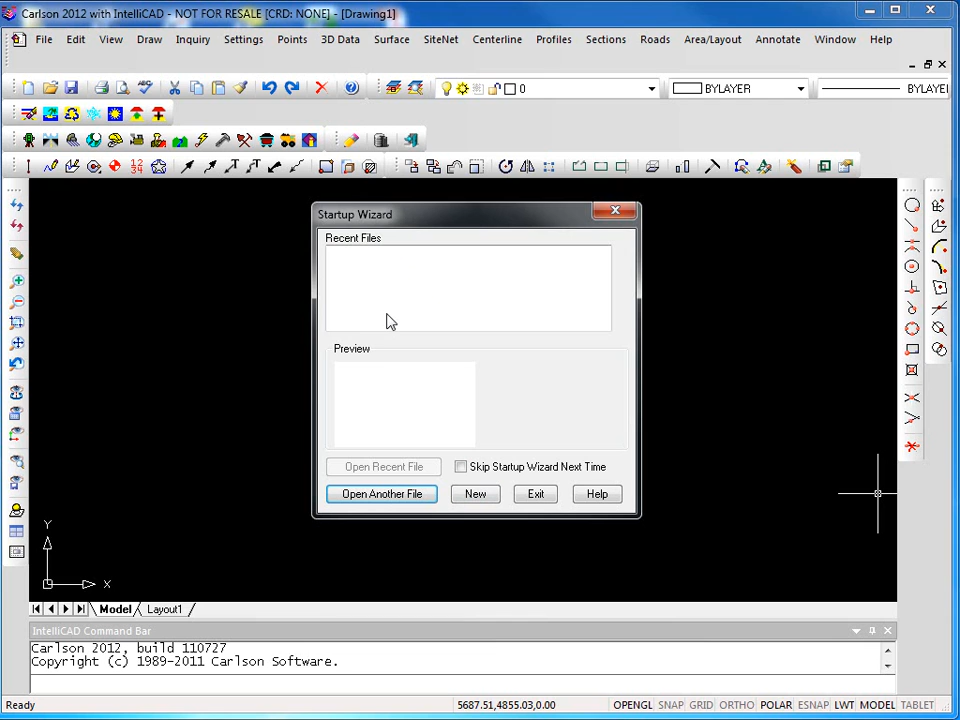 Carlson 2012 with IntelliCAD - NOT FOR RESALE [CRD: NONE] - [Drawing1]
File Edit View Draw Inquiry Settings Points 3D Data Surface SiteNet Centerline Profiles Sections Roads Area/Layout Annotate Window Help
0 BYLAYER BYLAYER
12
34
Startup Wizard
Recent Files
Preview
Open Recent File Skip Startup Wizard Next Time
Open Another File New Exit Help
Y
X
Model Layout1
IntelliCAD Command Bar
Carlson 2012, build 110727
Copyright (c) 1989-2011 Carlson Software.
Ready 5687.51,4855.03,0.00 OPENGL SNAP GRID ORTHO POLAR ESNAP LWT MODEL TABLET